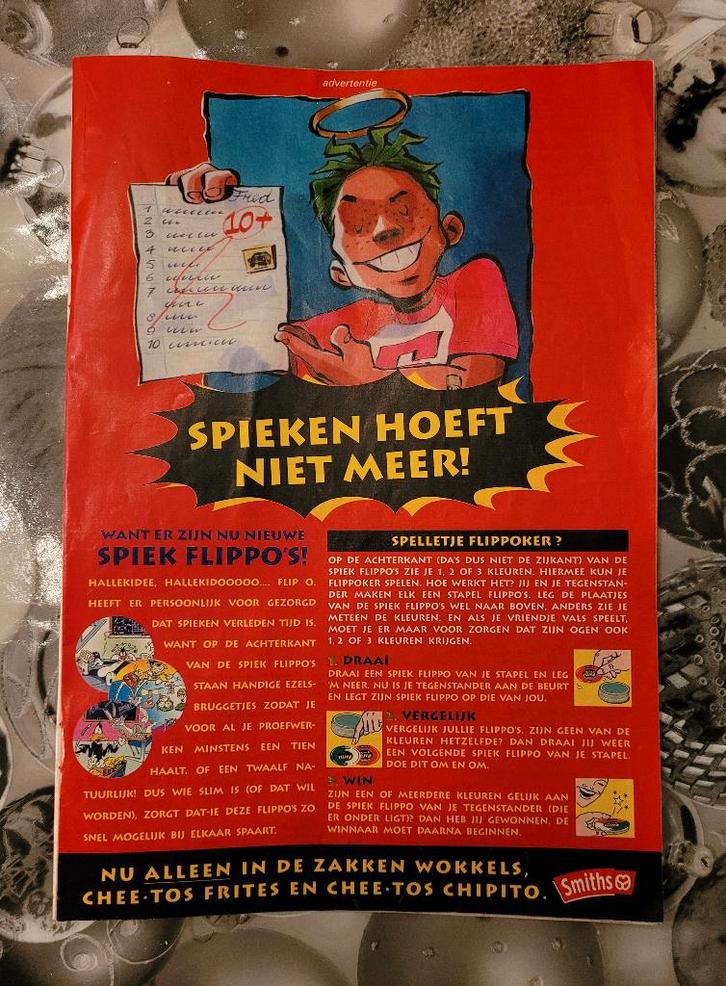 advertentie
Fred
10+
1
2
3
4
5
6
7
8
9
10
SPIEKEN HOEFT
NIET MEER!
WANT ER ZIJN NU NIEUWE
SPIEK FLIPPO'S!
HALLEKIDEE, HALLEKIDOOOOO.... FLIP O.
HEEFT ER PERSOONLIJK VOOR GEZORGD
DAT SPIEKEN VERLEDEN TIJD IS.
WANT OP DE ACHTERKANT
VAN DE SPIEK FLIPPO'S
STAAN HANDIGE EZELS-
BRUGGETJES ZODAT JE
VOOR AL JE PROEFWER-
KEN MINSTENS EEN TIEN
HAALT. OF EEN TWAALF NA-
TUURLIJK! DUS WIE SLIM IS (OF DAT WIL
WORDEN), ZORGT DAT-IE DEZE FLIPPO'S ZO
SNEL MOGELIJK BIJ ELKAAR SPAART.
SPELLETJE FLIPPOKER ?
OP DE ACHTERKANT (DA'S DUS NIET DE ZIJKANT) VAN DE
SPIEK FLIPPO'S ZIE JE 1, 2 OF 3 KLEUREN. HIERMEE KUN JE
FLIPPOKER SPELEN. HOE WERKT HET? JIJ EN JE TEGENSTAN-
DER MAKEN ELK EEN STAPEL FLIPPO'S. LEG DE PLAATJES
VAN DE SPIEK FLIPPO'S WEL NAAR BOVEN, ANDERS ZIE JE
METEEN DE KLEUREN. EN ALS JE VRIENDJE VALS SPEELT,
MOET JE ER MAAR VOOR ZORGEN DAT ZIJN OGEN OOK
1, 2 OF 3 KLEUREN KRIJGEN.
1. DRAAI
DRAAI EEN SPIEK FLIPPO VAN JE STAPEL EN LEG
'M NEER. NU IS JE TEGENSTANDER AAN DE BEURT
EN LEGT ZIJN SPIEK FLIPPO OP DIE VAN JOU.
2. VERGELIJK
VERGELIJK JULLIE FLIPPO'S. ZIJN GEEN VAN DE
KLEUREN HETZELFDE? DAN DRAAI JIJ WEER
EEN VOLGENDE SPIEK FLIPPO VAN JE STAPEL.
DOE DIT OM EN OM.
3. WIN
ZIJN EEN OF MEERDERE KLEUREN GELIJK AAN
DE SPIEK FLIPPO VAN JE TEGENSTANDER (DIE
ER ONDER LIGT)? DAN HEB JIJ GEWONNEN, DE
WINNAAR MOET DAARNA BEGINNEN.
NU ALLEEN IN DE ZAKKEN WOKKELS,
CHEE•TOS FRITES EN CHEE•TOS CHIPITO.
Smiths